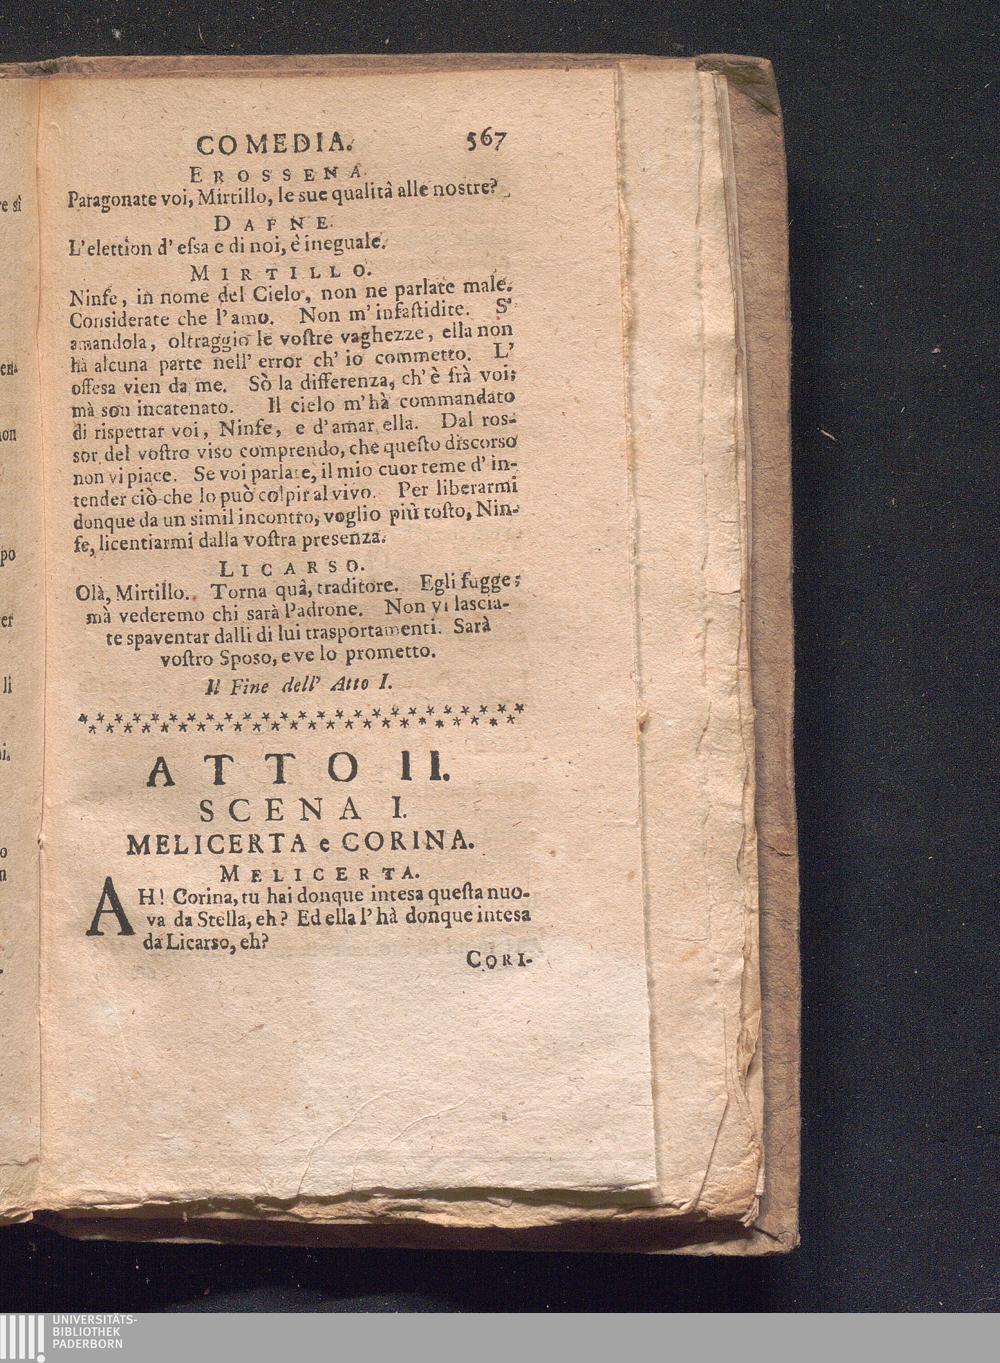 COMEDIA. 567
EROSSENA.
Paragonate voi, Mirtillo, le sue qualità alle nostre?
DAFNE.
L'elettion d' eſsa e di noi, è ineguale.
MIRTILLO.
Ninfe, in nome del Cielo, non ne parlate male.
Considerate che l'amo. Non m'infaſtidite. S'
amandola, oltraggio le voſtre vaghezze, ella non
hà alcuna parte nell' error ch' io commetto. L'
offesa vien da me. Sò la differenza, ch' è frà voi;
mà son incatenato. Il cielo m'hà commandato
di rispettar voi, Ninfe, e d'amar ella. Dal ros-
sor del voſtro viso comprendo, che queſto discorso
non vi piace. Se voi parlate, il mio cuor teme d' in-
tender ciò che lo può colpir al vivo. Per liberarmi
donque da un simil incontro, voglio più toſto, Nin-
fe, licentiarmi dalla voſtra presenza.
LICARSO.
Olà, Mirtillo. Torna quâ, traditore. Egli fugge;
mà vederemo chi sarà Padrone. Non vi lascia-
te spaventar dalli di lui trasportamenti. Sarà
voſtro Sposo, e ve lo prometto.
Il Fine dell' Atto I.
ATTO II.
SCENA I.
MELICERTA e CORINA.
MELICERTA.
AH! Corina, tu hai donque intesa queſta nuo-
va da Stella, eh? Ed ella l'hà donque intesa
da Licarso, eh?
CORI-
UNIVERSITÄTS-
BIBLIOTHEK
PADERBORN